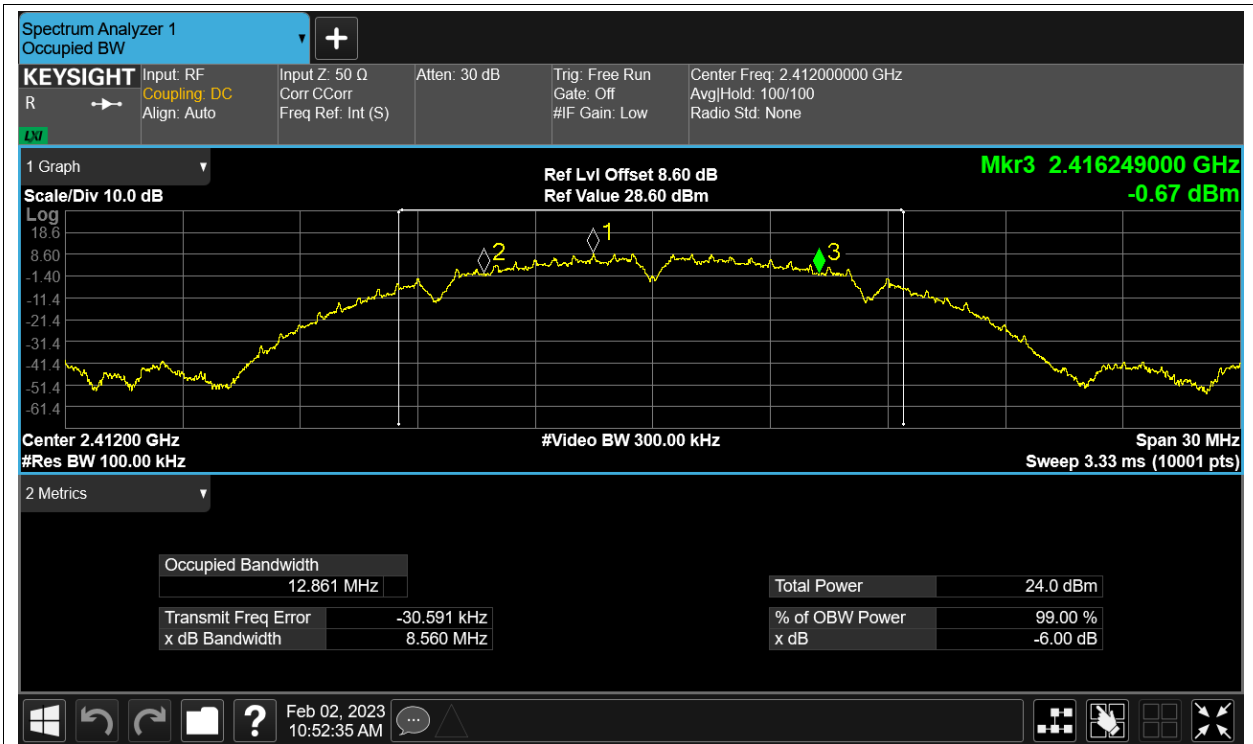 Spectrum Analyzer 1
Occupied BW
KEYSIGHT
R
LXI
Input: RF
Coupling: DC
Align: Auto
Input Z: 50 Ω
Corr CCorr
Freq Ref: Int (S)
Atten: 30 dB
Trig: Free Run
Gate: Off
#IF Gain: Low
Center Freq: 2.412000000 GHz
Avg|Hold: 100/100
Radio Std: None
1 Graph
Scale/Div 10.0 dB
Ref Lvl Offset 8.60 dB
Ref Value 28.60 dBm
Mkr3 2.416249000 GHz
-0.67 dBm
Log
18.6
8.60
-1.40
-11.4
-21.4
-31.4
-41.4
-51.4
-61.4
2
1
3
Center 2.41200 GHz
#Video BW 300.00 kHz
Span 30 MHz
#Res BW 100.00 kHz
Sweep 3.33 ms (10001 pts)
2 Metrics
Occupied Bandwidth
12.861 MHz
Total Power 24.0 dBm
Transmit Freq Error -30.591 kHz
% of OBW Power 99.00 %
x dB Bandwidth 8.560 MHz
x dB -6.00 dB
?
Feb 02, 2023
10:52:35 AM